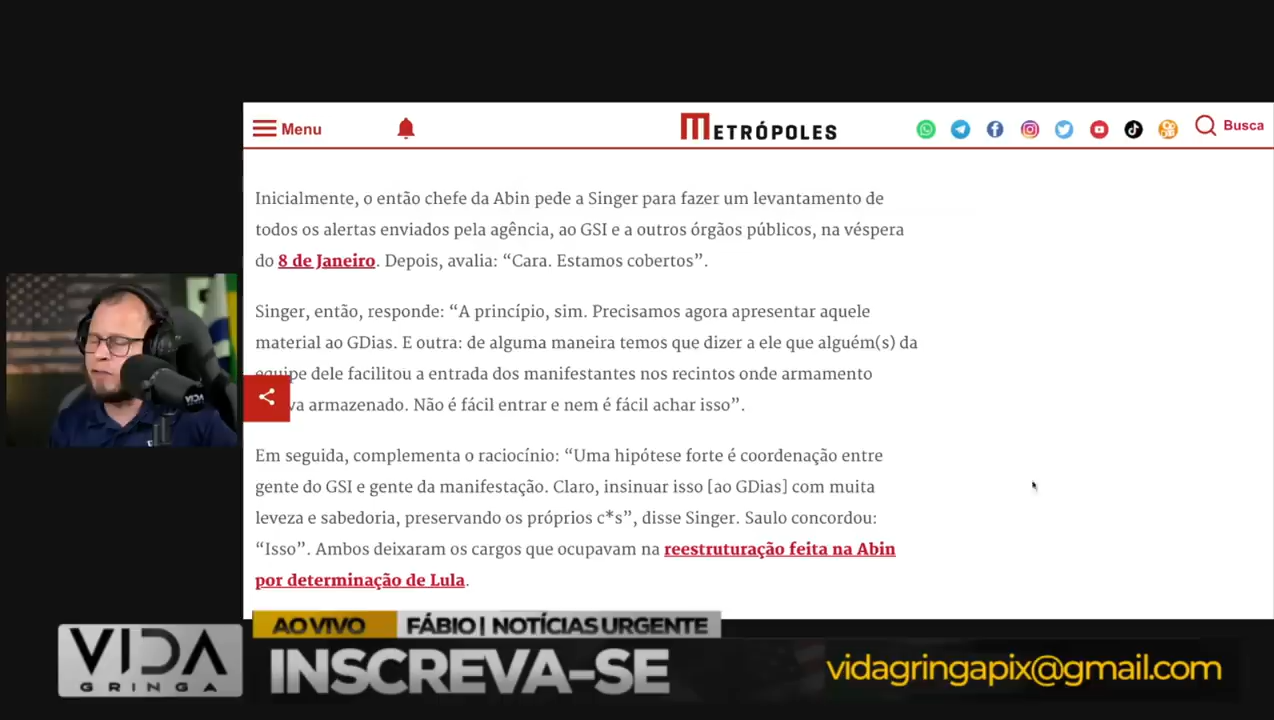 Menu
METRÓPOLES
Busca
Inicialmente, o então chefe da Abin pede a Singer para fazer um levantamento de
todos os alertas enviados pela agência, ao GSI e a outros órgãos públicos, na véspera
do 8 de Janeiro. Depois, avalia: “Cara. Estamos cobertos”.
Singer, então, responde: “A princípio, sim. Precisamos agora apresentar aquele
material ao GDias. E outra: de alguma maneira temos que dizer a ele que alguém(s) da
equipe dele facilitou a entrada dos manifestantes nos recintos onde armamento
va armazenado. Não é fácil entrar e nem é fácil achar isso”.
Em seguida, complementa o raciocínio: “Uma hipótese forte é coordenação entre
gente do GSI e gente da manifestação. Claro, insinuar isso [ao GDias] com muita
leveza e sabedoria, preservando os próprios c*s”, disse Singer. Saulo concordou:
“Isso”. Ambos deixaram os cargos que ocupavam na reestruturação feita na Abin
por determinação de Lula.
VIDA
AO VIVO FÁBIO | NOTÍCIAS URGENTE
VIDA
GRINGA
INSCREVA-SE
vidagringapix@gmail.com